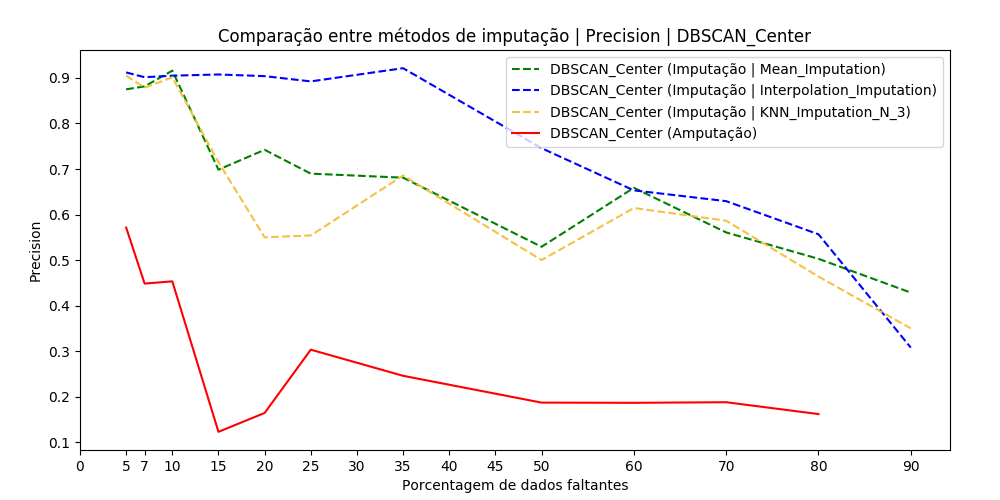 Comparação entre métodos de imputação | Precision | DBSCAN_Center
DBSCAN_Center (Imputação | Mean_Imputation)
DBSCAN_Center (Imputação | Interpolation_Imputation)
DBSCAN_Center (Imputação | KNN_Imputation_N_3)
DBSCAN_Center (Amputação)
Precision
0.9
0.8
0.7
0.6
0.5
0.4
0.3
0.2
0.1
0 5 7 10 15 20 25 30 35 40 45 50 60 70 80 90
Porcentagem de dados faltantes